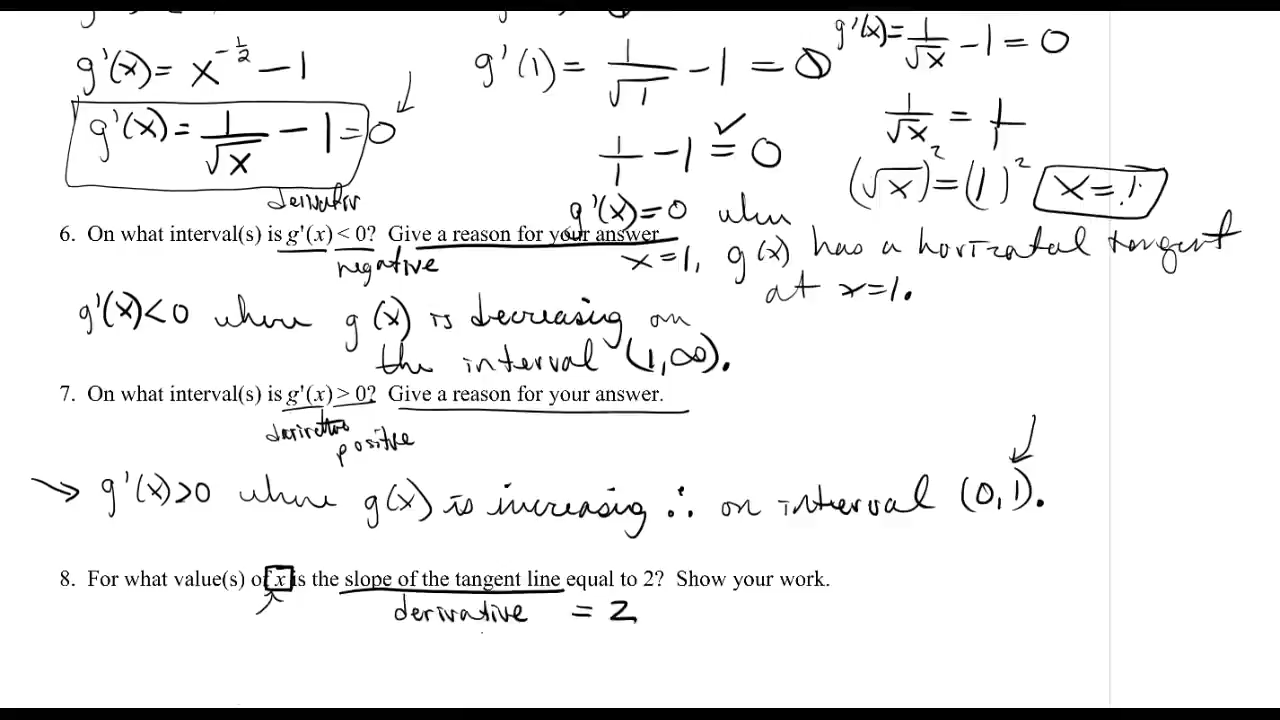 g'(x) = x^{-1/2} - 1
g'(x) = 1/√x - 1 = 0
g'(1) = 1/√1 - 1 = 0
1/1 - 1 = 0 ✓
g'(x) = 1/√x - 1 = 0
1/√x = 1/1
(√x)² = (1)² x = 1
derivative
g'(x) = 0 when
6. On what interval(s) is g'(x) < 0? Give a reason for your answer.
x = 1, g(x) has a horizatal tangent
at x = 1.
negative
g'(x) < 0 where g(x) is decreasing on
the interval (1, ∞).
7. On what interval(s) is g'(x) > 0? Give a reason for your answer.
derivative
positive
g'(x) > 0 where g(x) is increasing ∴ on interval (0, 1).
8. For what value(s) of x is the slope of the tangent line equal to 2? Show your work.
derivative = 2